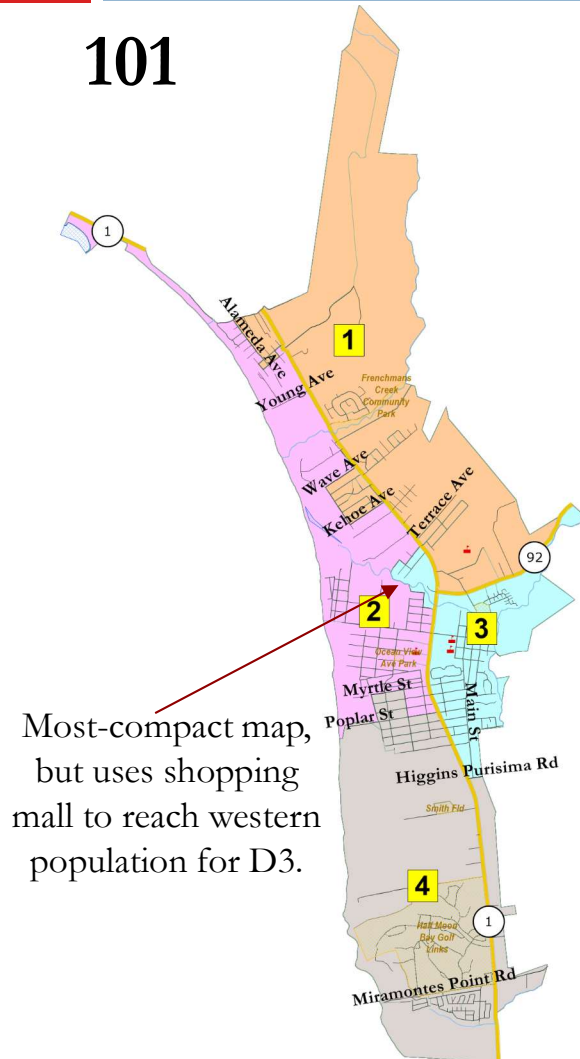 101
1
Alameda Ave
1
Young Ave
Frenchmans
Creek
Community
Park
Wave Ave
Kehoe Ave
Terrace Ave
92
2
3
Ocean View
Ave Park
Myrtle St
Poplar St
Main St
Most-compact map,
but uses shopping
mall to reach western
population for D3.
Higgins Purisima Rd
Smith Fld
4
Half Moon
Bay Golf
Links
1
Miramontes Point Rd